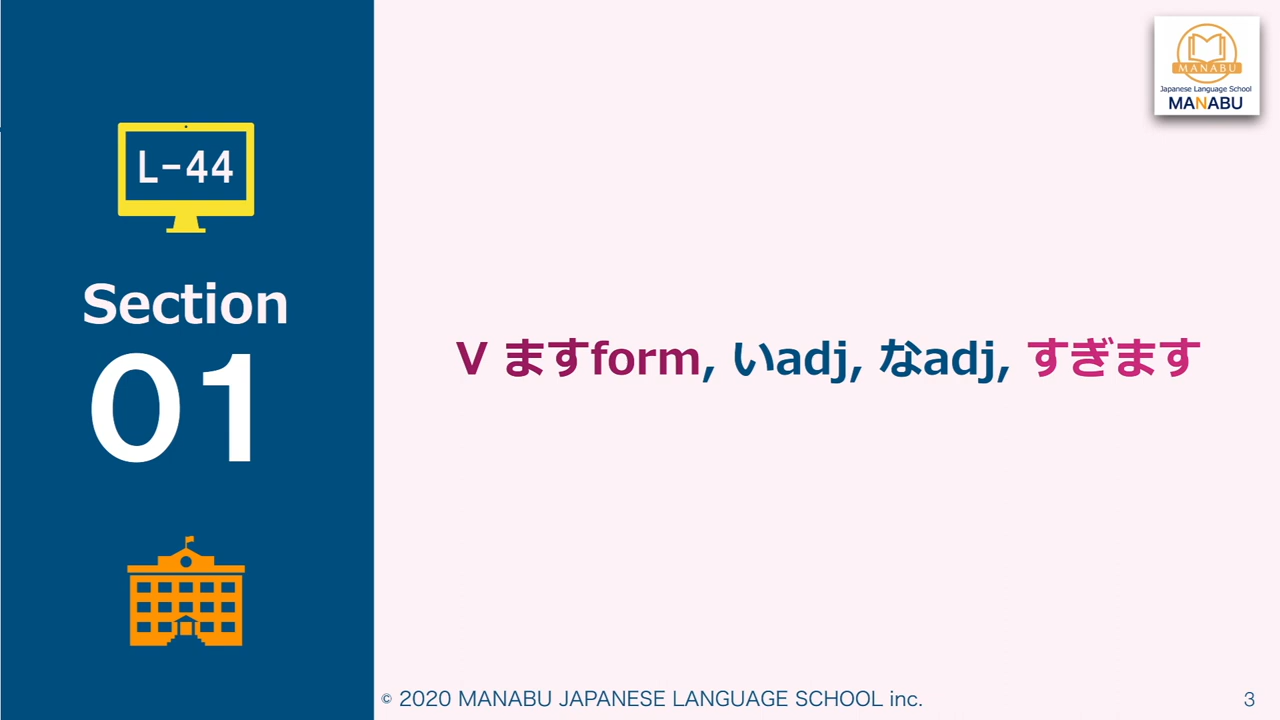 L-44
Section
01
V ますform, いadj, なadj, すぎます
MANABU
Japanese Language School
MANABU
© 2020 MANABU JAPANESE LANGUAGE SCHOOL inc.
3